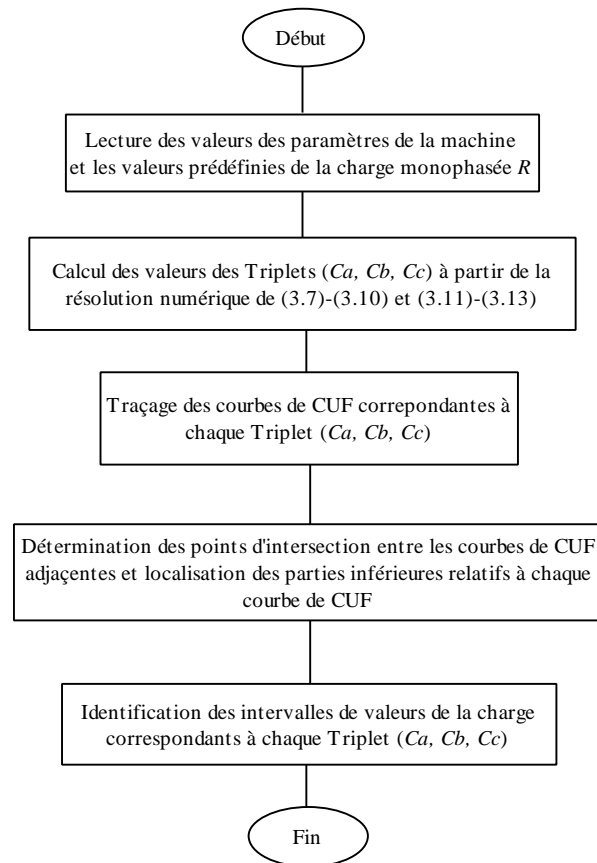 Début
Lecture des valeurs des paramètres de la machine
et les valeurs prédéfinies de la charge monophasée R
Calcul des valeurs des Triplets (Ca, Cb, Cc) à partir de la
résolution numérique de (3.7)-(3.10) et (3.11)-(3.13)
Traçage des courbes de CUF correpondantes à
chaque Triplet (Ca, Cb, Cc)
Détermination des points d'intersection entre les courbes de CUF
adjaçentes et localisation des parties inférieures relatifs à chaque
courbe de CUF
Identification des intervalles de valeurs de la charge
correspondants à chaque Triplet (Ca, Cb, Cc)
Fin